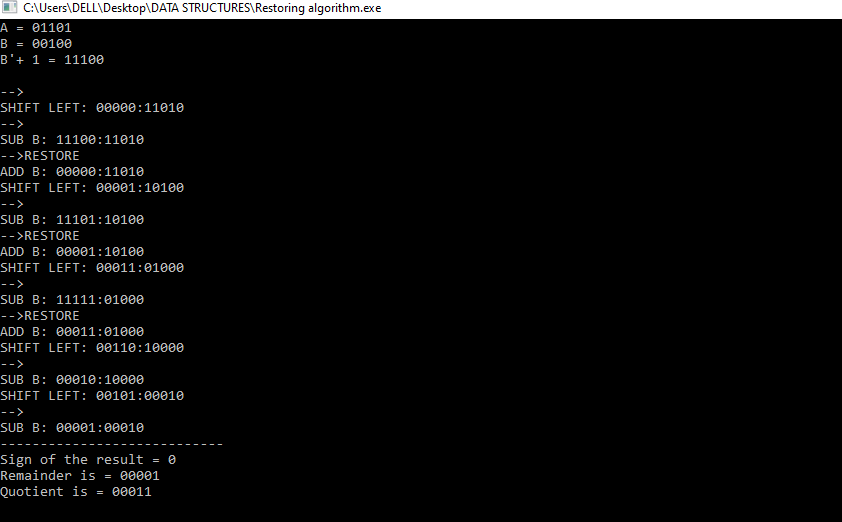 C:\Users\DELL\Desktop\DATA STRUCTURES\Restoring algorithm.exe
A = 01101
B = 00100
B'+ 1 = 11100
-->
SHIFT LEFT: 00000:11010
-->
SUB B: 11100:11010
-->RESTORE
ADD B: 00000:11010
SHIFT LEFT: 00001:10100
-->
SUB B: 11101:10100
-->RESTORE
ADD B: 00001:10100
SHIFT LEFT: 00011:01000
-->
SUB B: 11111:01000
-->RESTORE
ADD B: 00011:01000
SHIFT LEFT: 00110:10000
-->
SUB B: 00010:10000
SHIFT LEFT: 00101:00010
-->
SUB B: 00001:00010
----------------------------
Sign of the result = 0
Remainder is = 00001
Quotient is = 00011